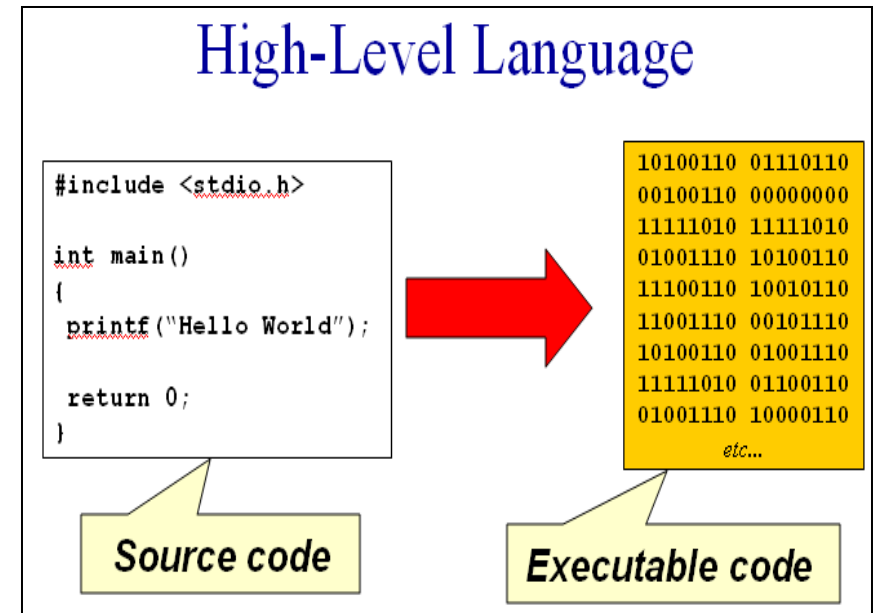 High-Level Language
#include <stdio.h>
int main()
{
printf(“Hello World”);
return 0;
}
Source code
10100110 01110110
00100110 00000000
11111010 11111010
01001110 10100110
11100110 10010110
11001110 00101110
10100110 01001110
11111010 01100110
01001110 10000110
etc...
Executable code